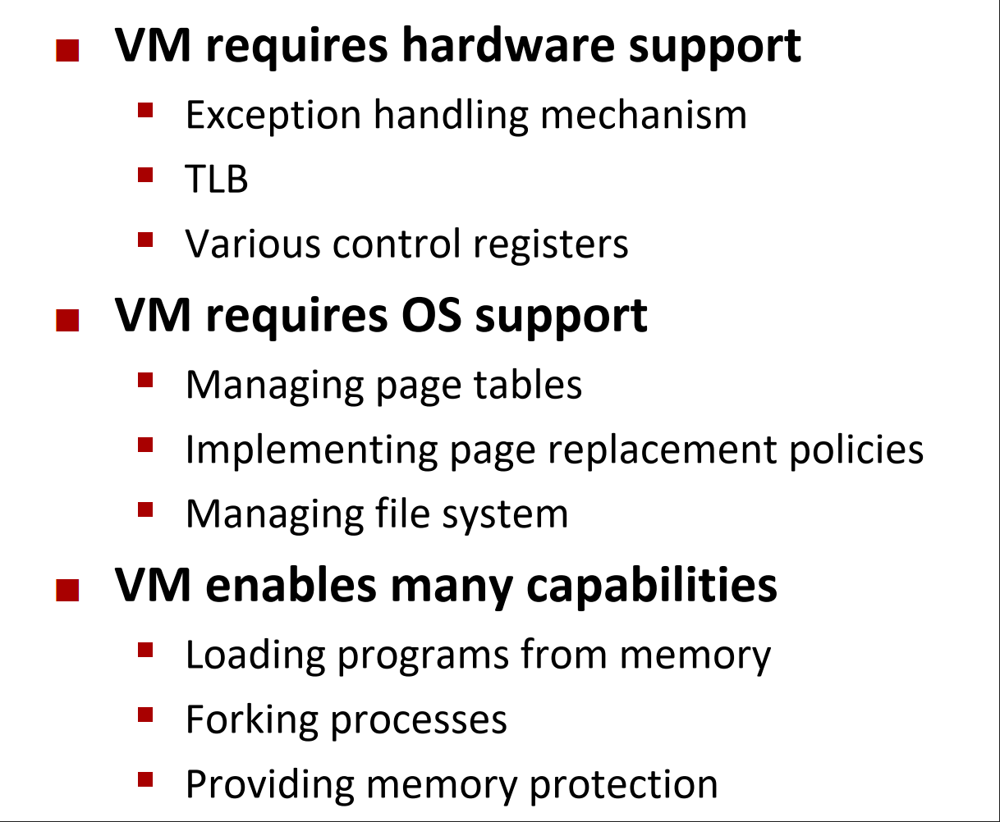 VM requires hardware support
Exception handling mechanism
TLB
Various control registers
VM requires OS support
Managing page tables
Implementing page replacement policies
Managing file system
VM enables many capabilities
Loading programs from memory
Forking processes
Providing memory protection